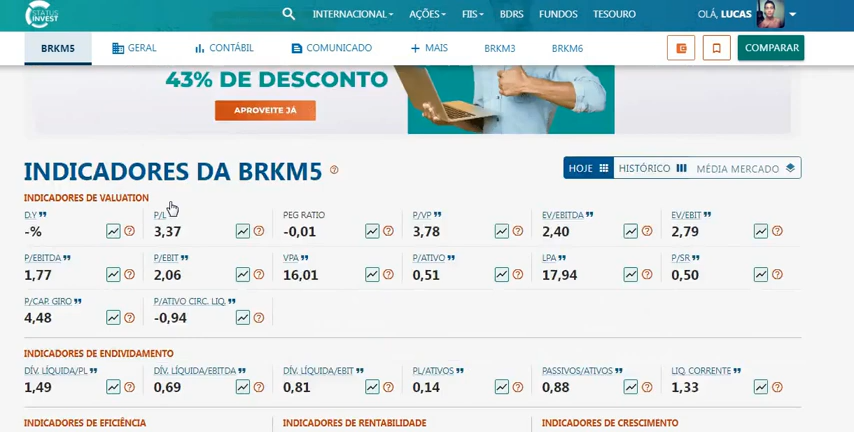 STATUS
INVEST
INTERNACIONAL AÇÕES FIIS BDRS FUNDOS TESOURO OLÁ, LUCAS
BRKM5 GERAL CONTÁBIL COMUNICADO + MAIS BRKM3 BRKM6 COMPARAR
43% DE DESCONTO
APROVEITE JÁ
INDICADORES DA BRKM5 ?
HOJE HISTÓRICO MÉDIA MERCADO
INDICADORES DE VALUATION
D.Y P/L PEG RATIO P/VP EV/EBITDA EV/EBIT
-% 3,37 -0,01 3,78 2,40 2,79
P/EBITDA P/EBIT VPA P/ATIVO LPA P/SR
1,77 2,06 16,01 0,51 17,94 0,50
P/CAP. GIRO P/ATIVO CIRC. LIQ.
4,48 -0,94
INDICADORES DE ENDIVIDAMENTO
DÍV. LÍQUIDA/PL DÍV. LÍQUIDA/EBITDA DÍV. LÍQUIDA/EBIT PL/ATIVOS PASSIVOS/ATIVOS LIQ. CORRENTE
1,49 0,69 0,81 0,14 0,88 1,33
INDICADORES DE EFICIÊNCIA INDICADORES DE RENTABILIDADE INDICADORES DE CRESCIMENTO